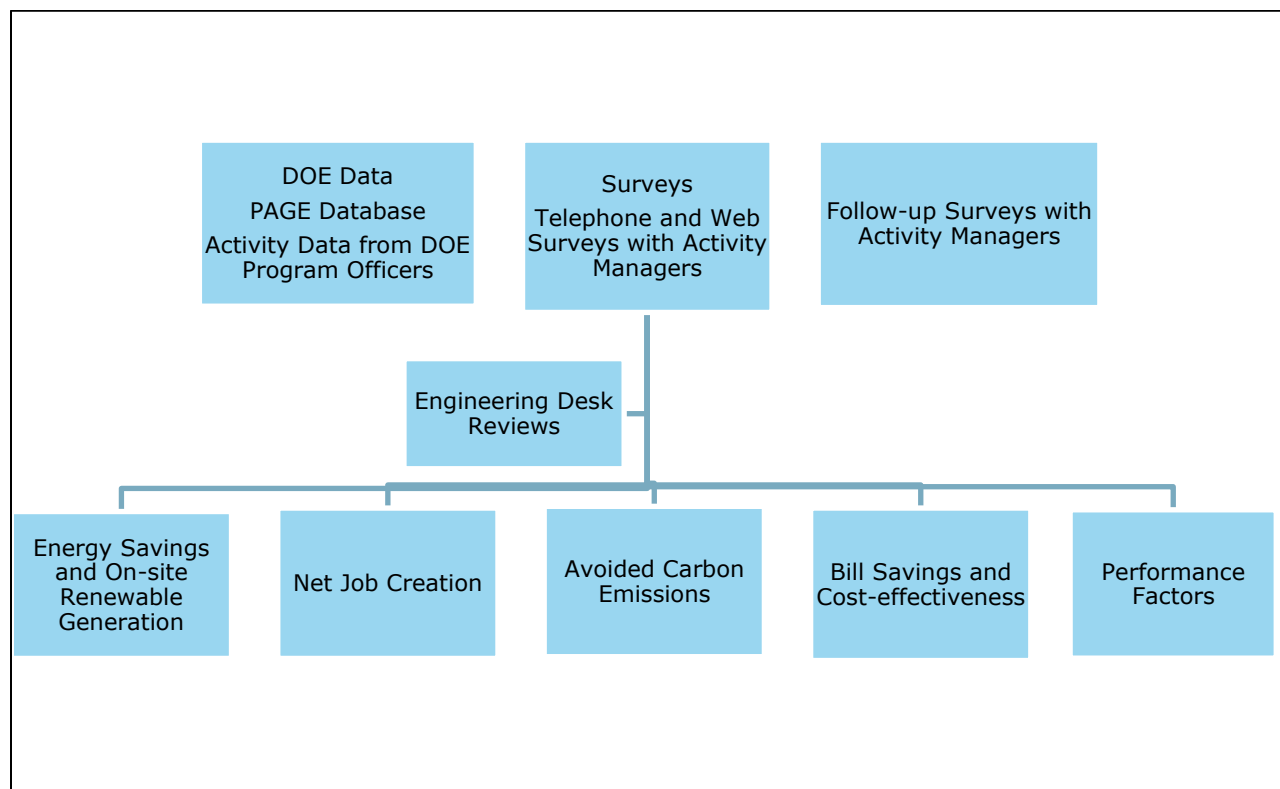 DOE Data
PAGE Database
Activity Data from DOE
Program Officers
Surveys
Telephone and Web
Surveys with Activity
Managers
Follow-up Surveys with
Activity Managers
Engineering Desk
Reviews
Energy Savings
and On-site
Renewable
Generation
Net Job Creation
Avoided Carbon
Emissions
Bill Savings and
Cost-effectiveness
Performance
Factors